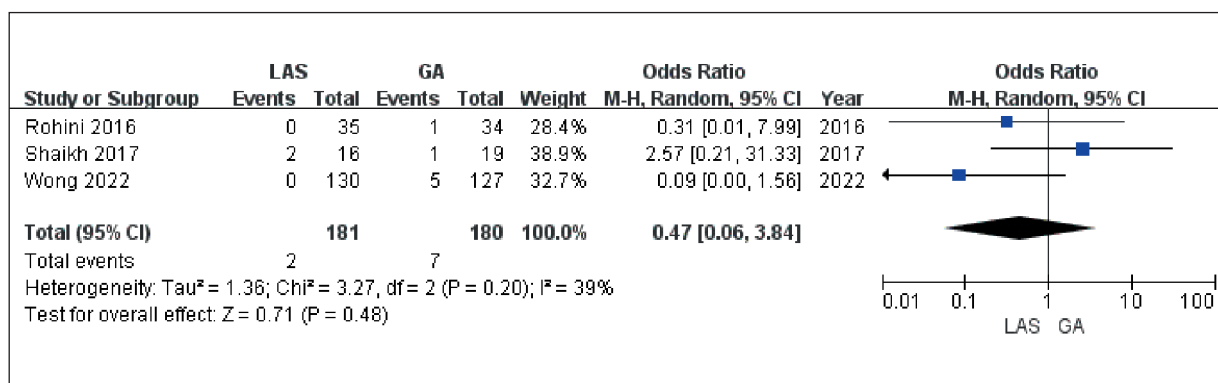 LAS GA Odds Ratio Odds Ratio
Study or Subgroup Events Total Events Total Weight M-H, Random, 95% CI Year M-H, Random, 95% CI
Rohini 2016 0 35 1 34 28.4% 0.31 [0.01, 7.99] 2016
Shaikh 2017 2 16 1 19 38.9% 2.57 [0.21, 31.33] 2017
Wong 2022 0 130 5 127 32.7% 0.09 [0.00, 1.56] 2022
Total (95% CI) 181 180 100.0% 0.47 [0.06, 3.84]
Total events 2 7
Heterogeneity: Tau² = 1.36; Chi² = 3.27, df = 2 (P = 0.20); I² = 39%
Test for overall effect: Z = 0.71 (P = 0.48)
0.01 0.1 1 10 100
LAS GA